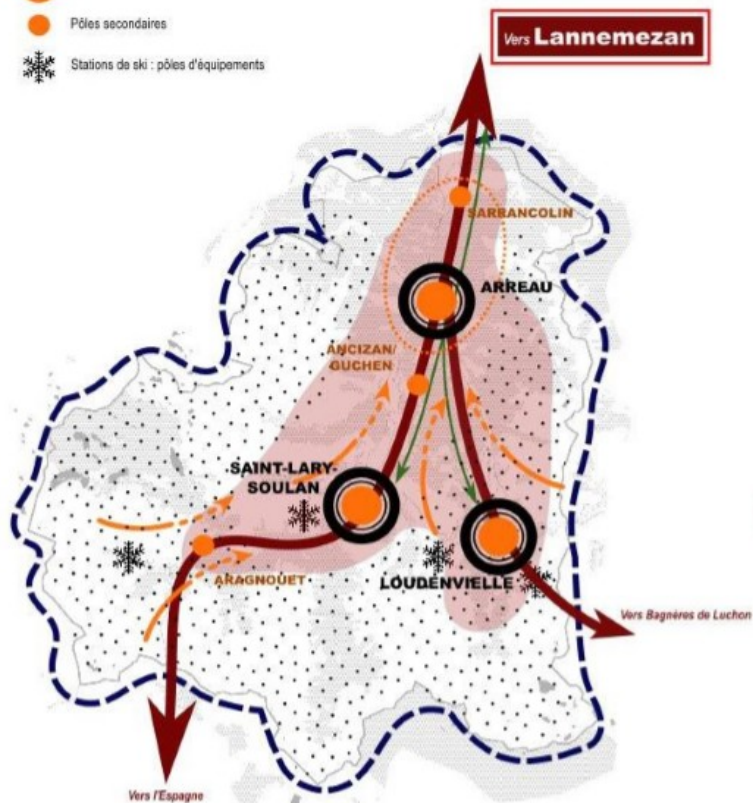 Pôles secondaires
Stations de ski : pôles d'équipements
Vers Lannemezan
SARRANCOLIN
ARREAU
ANCIZAN/
GUCHEN
SAINT-LARY-
SOULAN
ARAGNOUET
LOUDENVIELLE
Vers Bagnères de Luchon
Vers l'Espagne